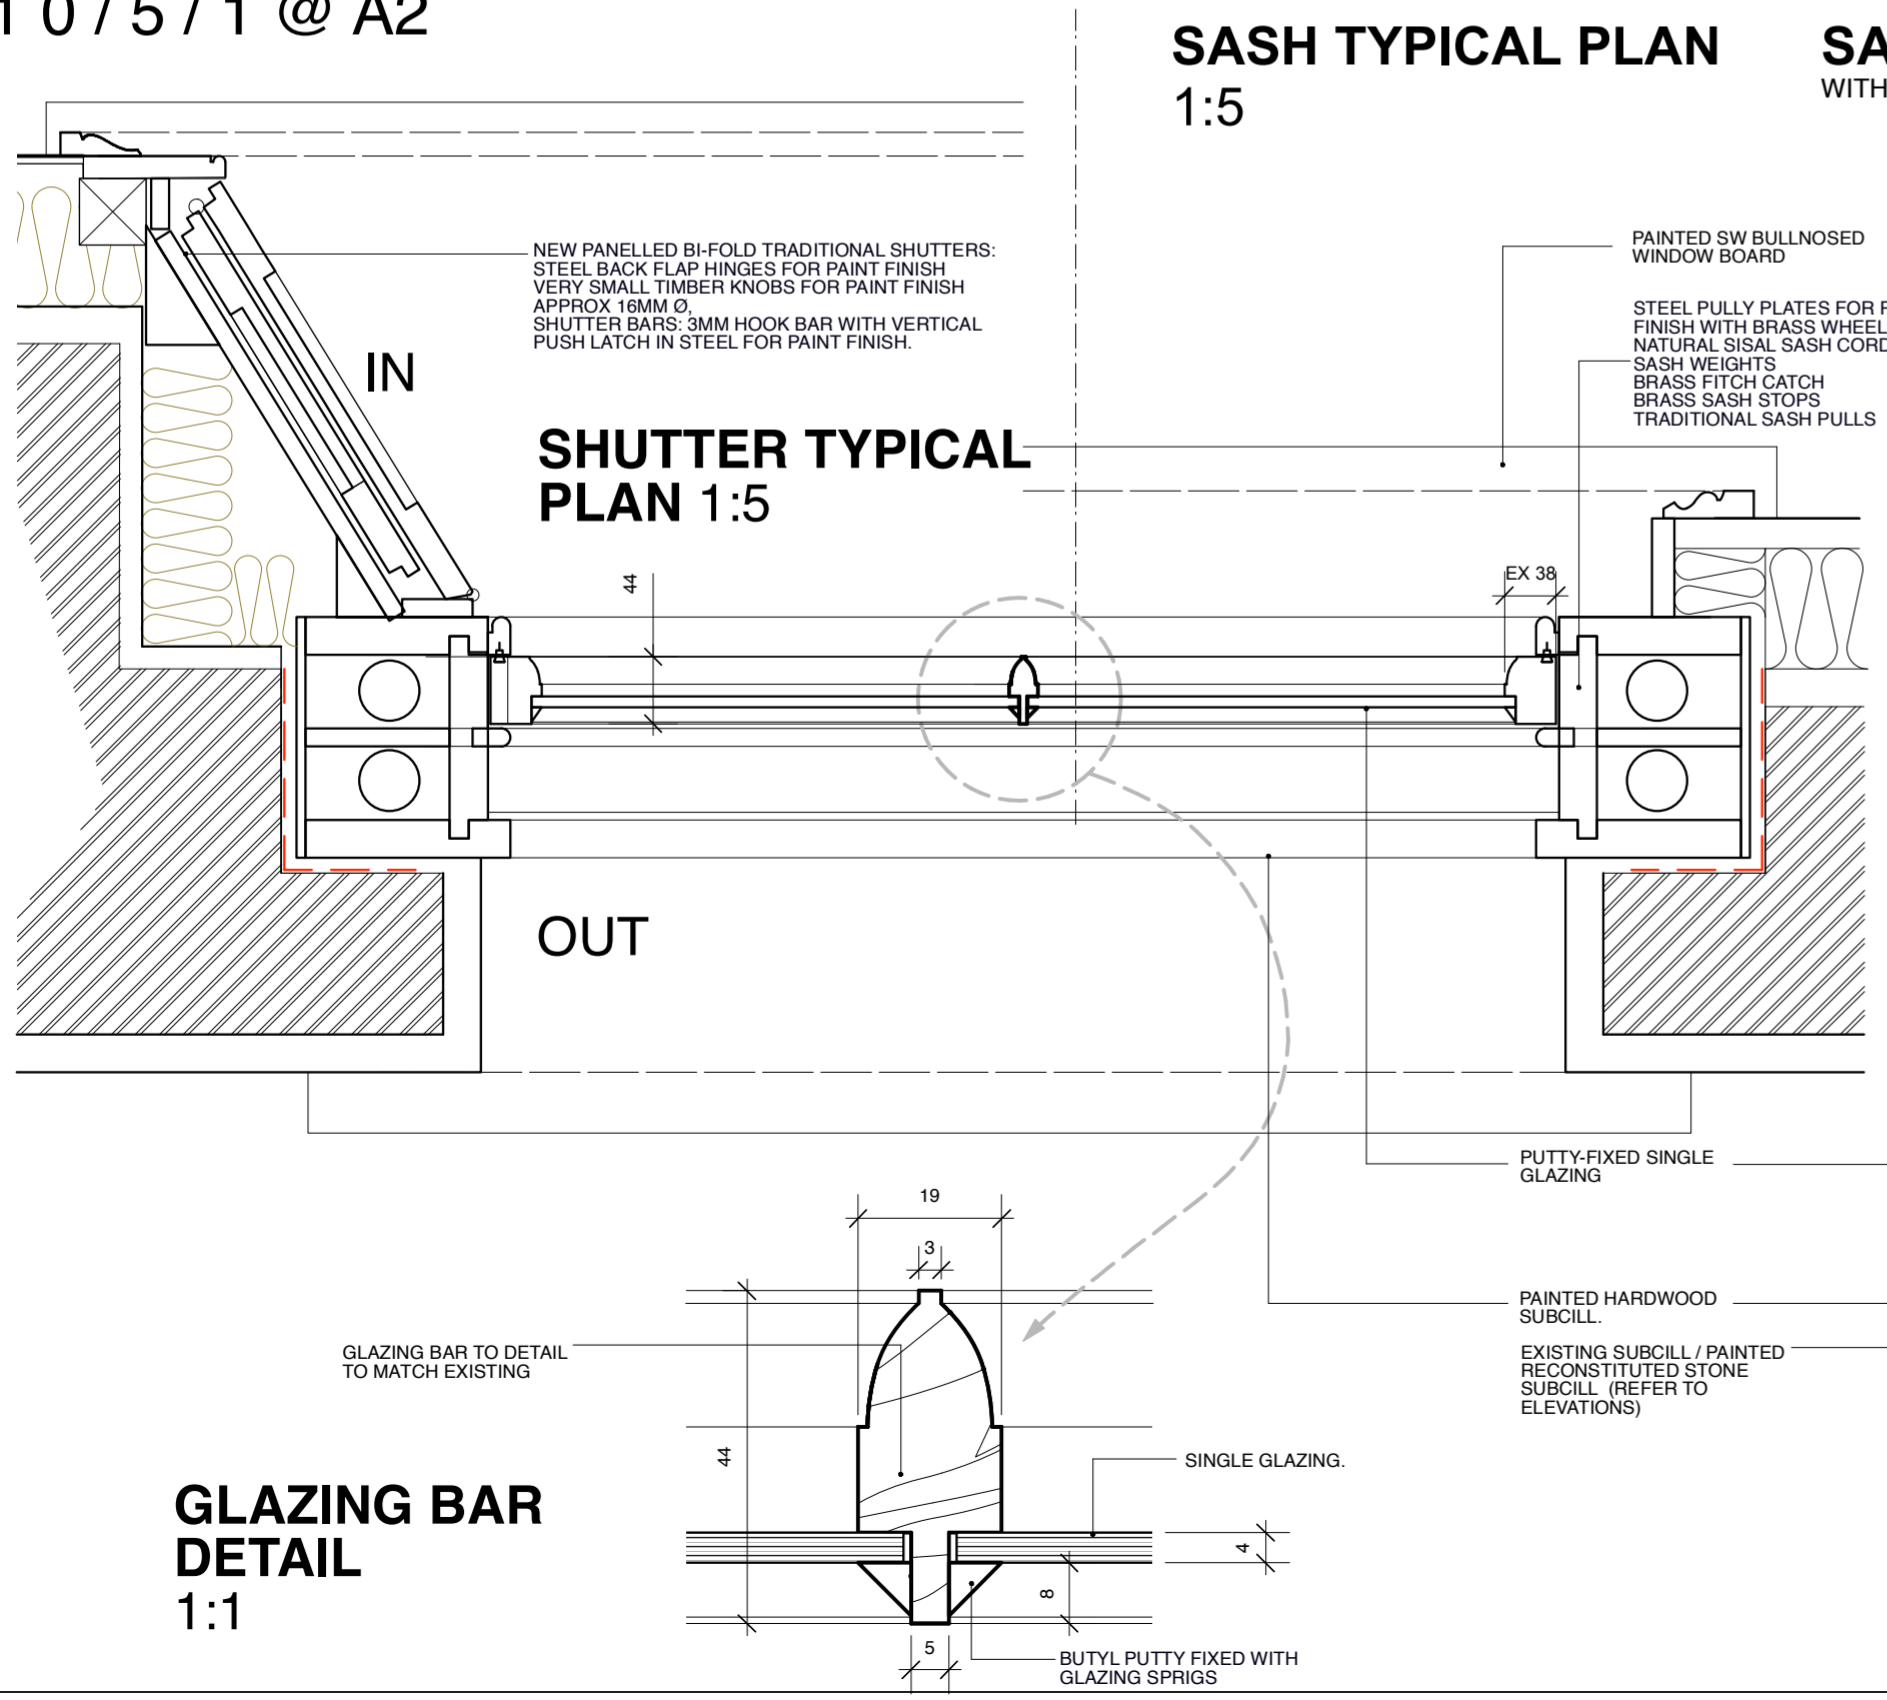 1 0 / 5 / 1 @ A2
SASH TYPICAL PLAN
1:5
SA
WITH
NEW PANELLED BI-FOLD TRADITIONAL SHUTTERS:
STEEL BACK FLAP HINGES FOR PAINT FINISH
VERY SMALL TIMBER KNOBS FOR PAINT FINISH
APPROX 16MM Ø,
SHUTTER BARS: 3MM HOOK BAR WITH VERTICAL
PUSH LATCH IN STEEL FOR PAINT FINISH.
PAINTED SW BULLNOSED
WINDOW BOARD
STEEL PULLY PLATES FOR P
FINISH WITH BRASS WHEEL
NATURAL SISAL SASH CORD
SASH WEIGHTS
BRASS FITCH CATCH
BRASS SASH STOPS
TRADITIONAL SASH PULLS
IN
SHUTTER TYPICAL
PLAN 1:5
44
EX 38
OUT
PUTTY-FIXED SINGLE
GLAZING
19
3
PAINTED HARDWOOD
SUBCILL.
GLAZING BAR TO DETAIL
TO MATCH EXISTING
EXISTING SUBCILL / PAINTED
RECONSTITUTED STONE
SUBCILL (REFER TO
ELEVATIONS)
44
SINGLE GLAZING.
GLAZING BAR
DETAIL
1:1
4
8
5
BUTYL PUTTY FIXED WITH
GLAZING SPRIGS